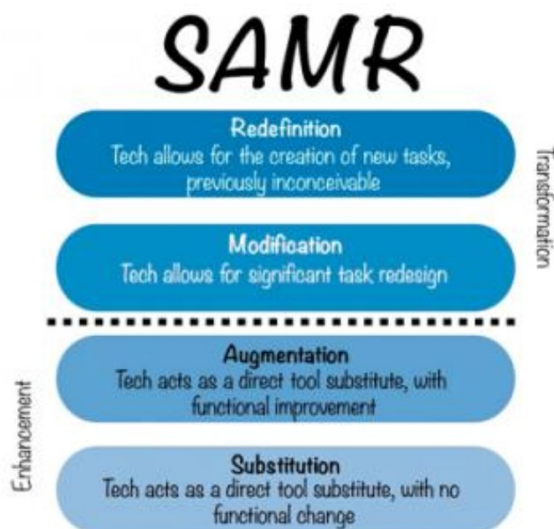 SAMR
Redefinition
Tech allows for the creation of new tasks,
previously inconceivable
Transformation
Modification
Tech allows for significant task redesign
Augmentation
Tech acts as a direct tool substitute, with
functional improvement
Enhancement
Substitution
Tech acts as a direct tool substitute, with no
functional change